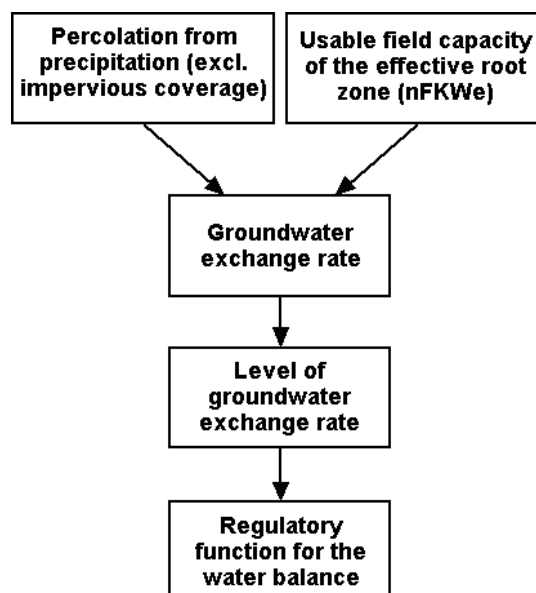 Percolation from
precipitation (excl.
impervious coverage)
Usable field capacity
of the effective root
zone (nFKWe)
Groundwater
exchange rate
Level of
groundwater
exchange rate
Regulatory
function for the
water balance